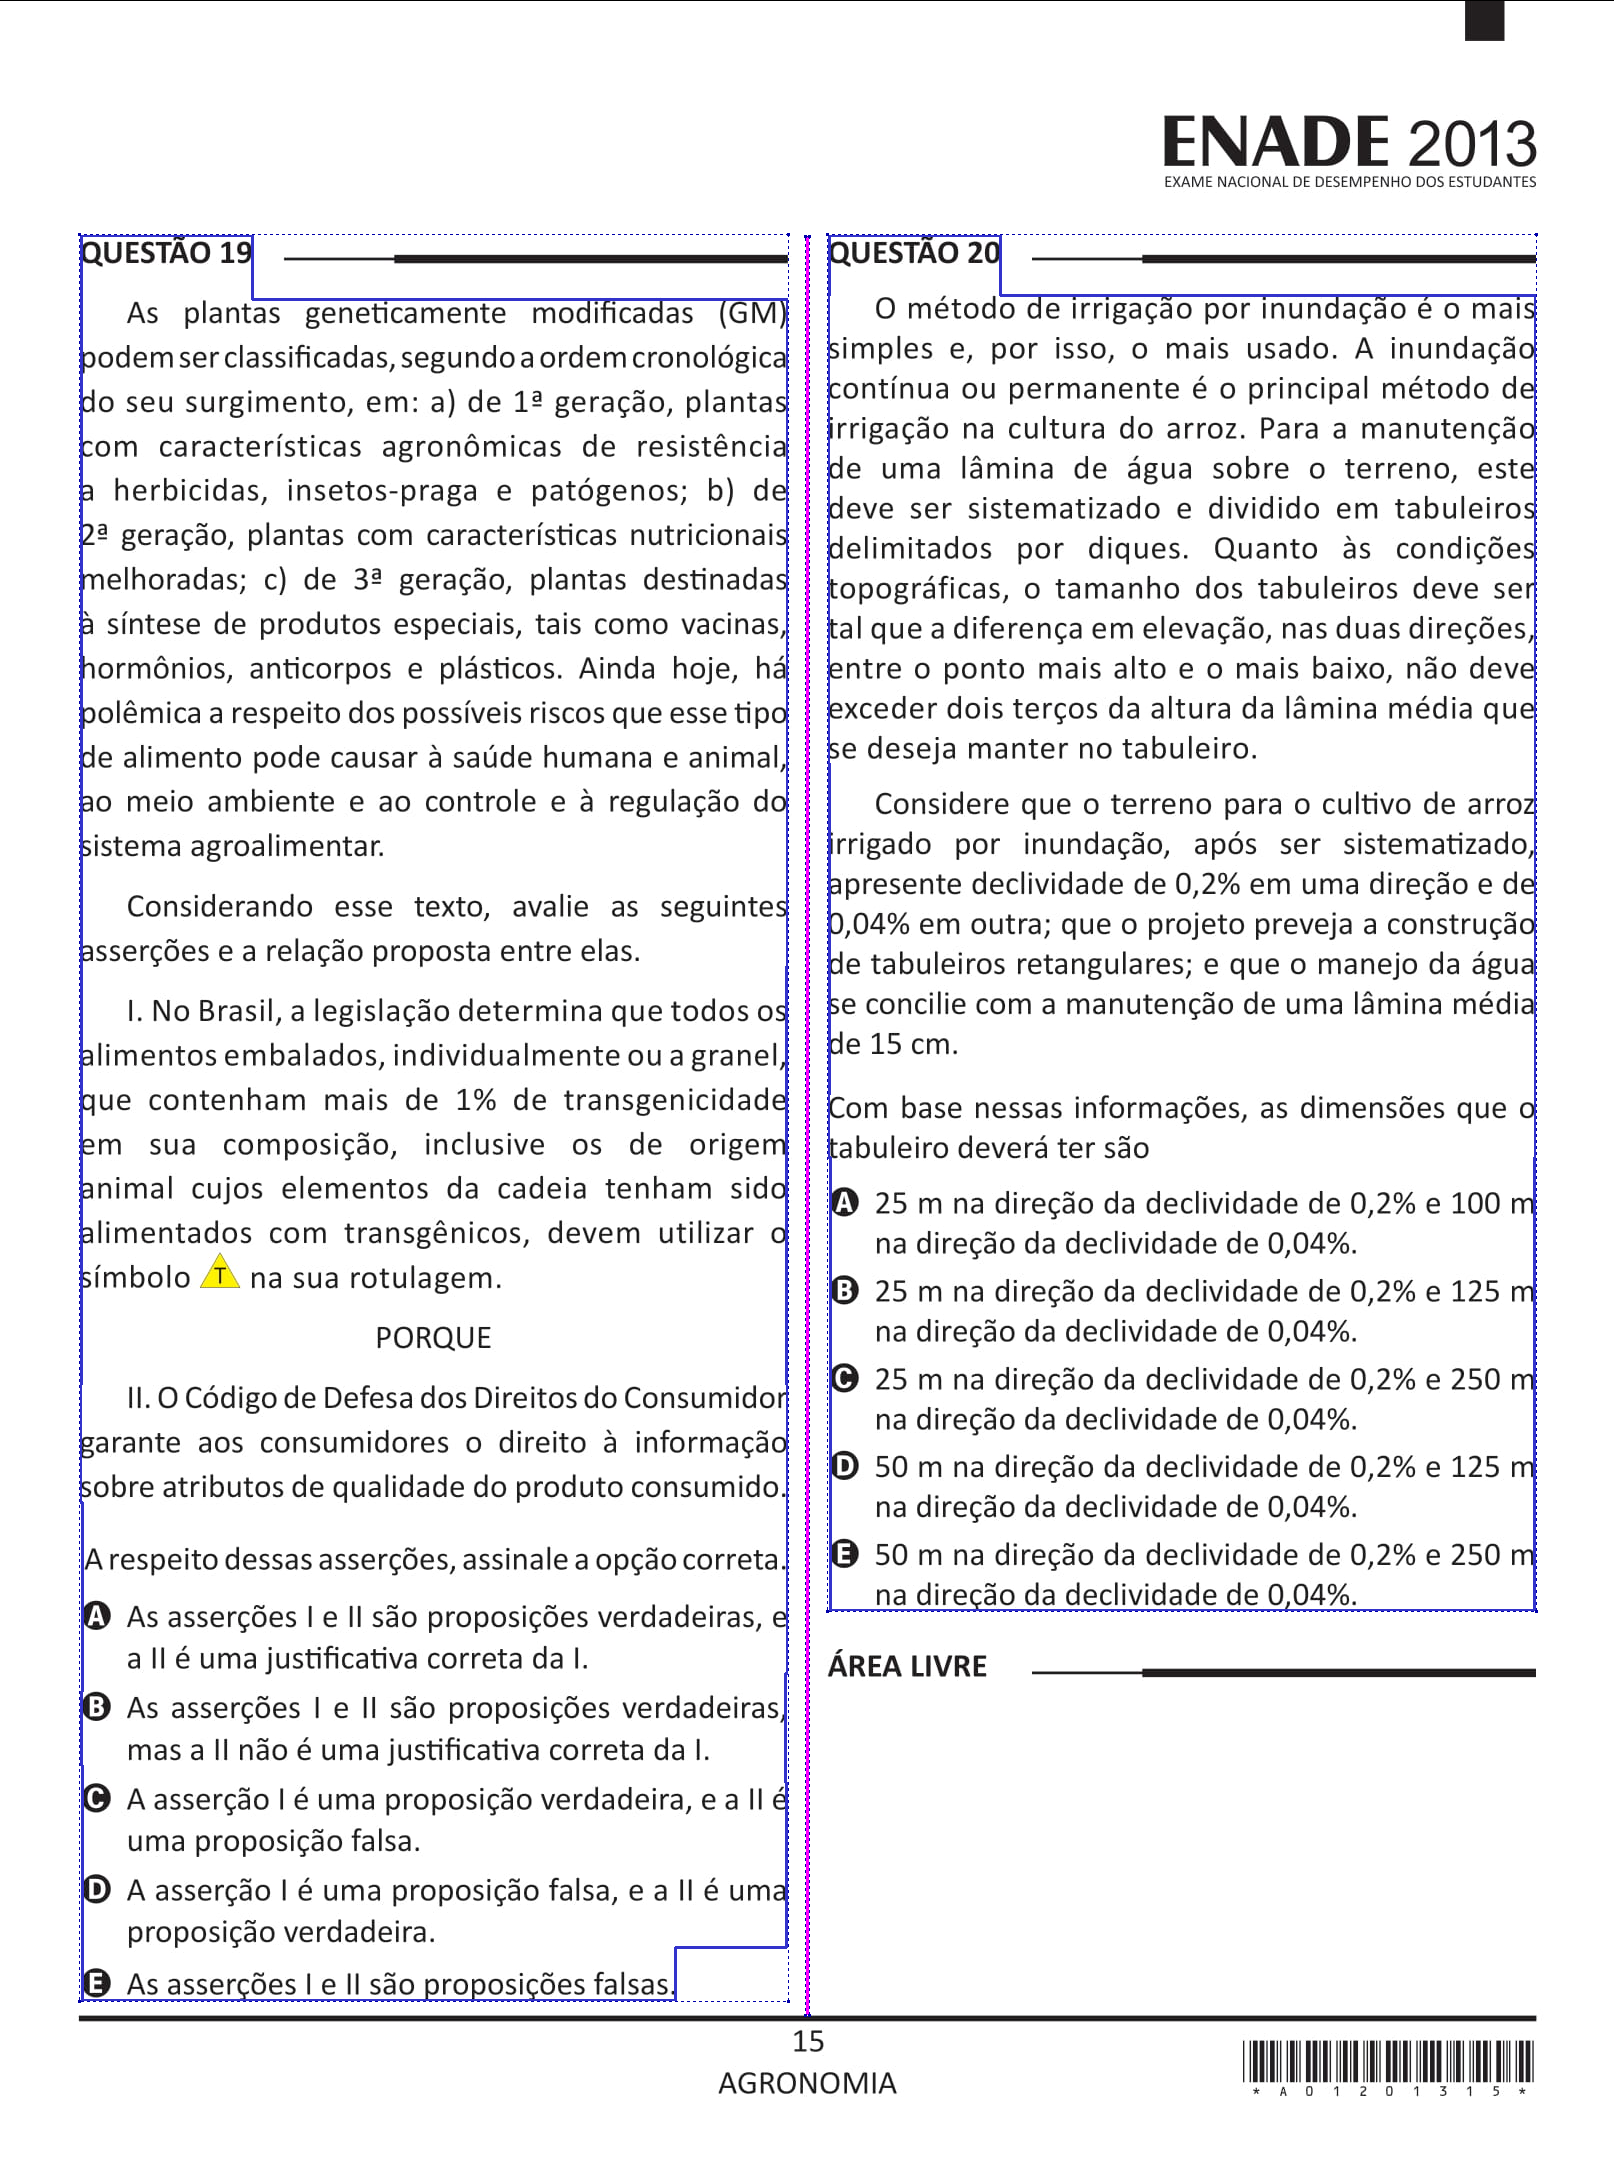 ENADE 2013
EXAME NACIONAL DE DESEMPENHO DOS ESTUDANTES
QUESTÃO 19
As plantas geneticamente modificadas (GM)
podem ser classificadas, segundo a ordem cronológica
do seu surgimento, em: a) de 1ª geração, plantas
com características agronômicas de resistência
a herbicidas, insetos-praga e patógenos; b) de
2ª geração, plantas com características nutricionais
melhoradas; c) de 3ª geração, plantas destinadas
à síntese de produtos especiais, tais como vacinas,
hormônios, anticorpos e plásticos. Ainda hoje, há
polêmica a respeito dos possíveis riscos que esse tipo
de alimento pode causar à saúde humana e animal,
ao meio ambiente e ao controle e à regulação do
sistema agroalimentar.
Considerando esse texto, avalie as seguintes
asserções e a relação proposta entre elas.
I. No Brasil, a legislação determina que todos os
alimentos embalados, individualmente ou a granel,
que contenham mais de 1% de transgenicidade
em sua composição, inclusive os de origem
animal cujos elementos da cadeia tenham sido
alimentados com transgênicos, devem utilizar o
símbolo T na sua rotulagem.
PORQUE
II. O Código de Defesa dos Direitos do Consumidor
garante aos consumidores o direito à informação
sobre atributos de qualidade do produto consumido.
A respeito dessas asserções, assinale a opção correta.
A As asserções I e II são proposições verdadeiras, e
a II é uma justificativa correta da I.
B As asserções I e II são proposições verdadeiras,
mas a II não é uma justificativa correta da I.
C A asserção I é uma proposição verdadeira, e a II é
uma proposição falsa.
D A asserção I é uma proposição falsa, e a II é uma
proposição verdadeira.
E As asserções I e II são proposições falsas.
QUESTÃO 20
O método de irrigação por inundação é o mais
simples e, por isso, o mais usado. A inundação
contínua ou permanente é o principal método de
irrigação na cultura do arroz. Para a manutenção
de uma lâmina de água sobre o terreno, este
deve ser sistematizado e dividido em tabuleiros
delimitados por diques. Quanto às condições
topográficas, o tamanho dos tabuleiros deve ser
tal que a diferença em elevação, nas duas direções,
entre o ponto mais alto e o mais baixo, não deve
exceder dois terços da altura da lâmina média que
se deseja manter no tabuleiro.
Considere que o terreno para o cultivo de arroz
irrigado por inundação, após ser sistematizado,
apresente declividade de 0,2% em uma direção e de
0,04% em outra; que o projeto preveja a construção
de tabuleiros retangulares; e que o manejo da água
se concilie com a manutenção de uma lâmina média
de 15 cm.
Com base nessas informações, as dimensões que o
tabuleiro deverá ter são
A 25 m na direção da declividade de 0,2% e 100 m
na direção da declividade de 0,04%.
B 25 m na direção da declividade de 0,2% e 125 m
na direção da declividade de 0,04%.
C 25 m na direção da declividade de 0,2% e 250 m
na direção da declividade de 0,04%.
D 50 m na direção da declividade de 0,2% e 125 m
na direção da declividade de 0,04%.
E 50 m na direção da declividade de 0,2% e 250 m
na direção da declividade de 0,04%.
ÁREA LIVRE
15
AGRONOMIA
*A01201315*